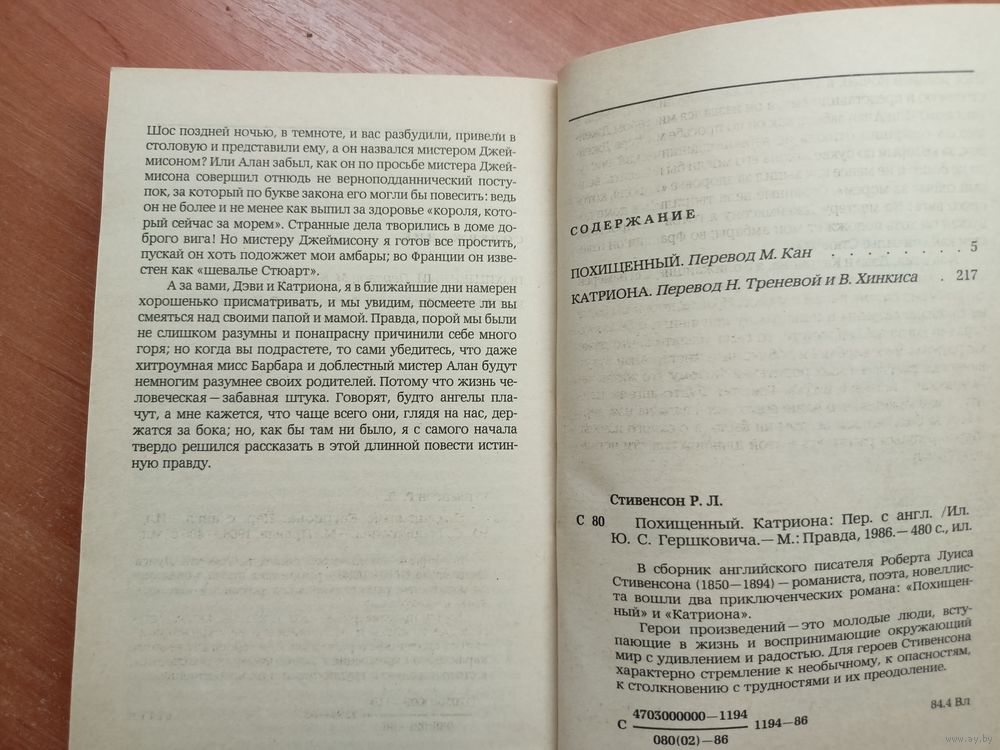 Шос поздней ночью, в темноте, и вас разбудили, привели в
столовую и представили ему, а он назвался мистером Джей-
мисоном? Или Алан забыл, как он по просьбе мистера Джей-
мисона совершил отнюдь не верноподданнический посту-
пок, за который по букве закона его могли бы повесить: ведь
он не более и не менее как выпил за здоровье «короля, кото-
рый сейчас за морем». Странные дела творились в доме
доброго вига! Но мистеру Джеймисону я готов все простить,
пускай он хоть подожжет мои амбары; во Франции он изве-
стен как «шевалье Стюарт».
А за вами, Дэви и Катриона, я в ближайшие дни намерен
хорошенько присматривать, и мы увидим, посмеете ли вы
смеяться над своими папой и мамой. Правда, порой мы были
не слишком разумны и понапрасну причинили себе много
горя; но когда вы подрастете, то сами убедитесь, что даже
хитроумная мисс Барбара и доблестный мистер Алан будут
немногим разумнее своих родителей. Потому что жизнь че-
ловеческая — забавная штука. Говорят, будто ангелы пла-
чут, а мне кажется, что чаще всего они, глядя на нас, дер-
жатся за бока; но, как бы там ни было, я с самого начала
твердо решился рассказать в этой длинной повести истин-
ную правду.
СОДЕРЖАНИЕ
ПОХИЩЕННЫЙ. Перевод М. Кан . . . . . . . . 5
КАТРИОНА. Перевод Н. Треневой и В. Хинкиса . 217
Стивенсон Р. Л.
С 80 Похищенный. Катриона: Пер. с англ. /Ил.
Ю. С. Гершковича.— М.: Правда, 1986.— 480 с., ил.
В сборник английского писателя Роберта Луиса
Стивенсона (1850—1894) — романиста, поэта, новеллис-
та вошли два приключенческих романа: «Похищен-
ный» и «Катриона».
Герои произведений — это молодые люди, всту-
пающие в жизнь и воспринимающие окружающий
мир с удивлением и радостью. Для героев Стивенсона
характерно стремление к необычному, к опасностям,
к столкновению с трудностями и их преодоление.
84.4 Вл
С 4703000000—1194 1194—86
080(02)—86
www.ay.by